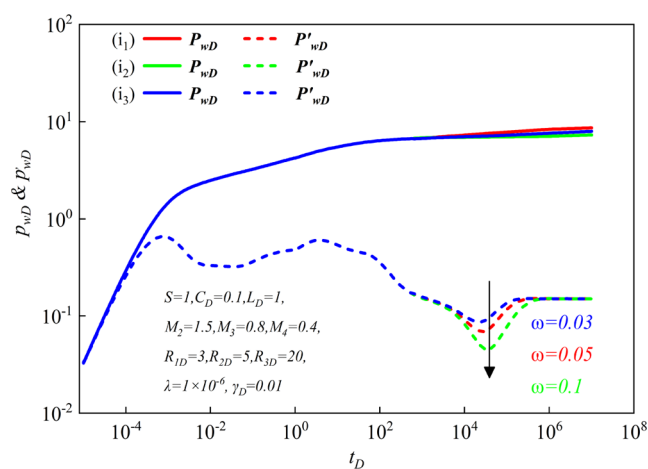 10²
(i₁) P_wD P'_wD
(i₂) P_wD P'_wD
(i₃) P_wD P'_wD
10¹
10⁰
10⁻¹
10⁻²
p_wD & p'_wD
S=1,C_D=0.1,L_D=1,
M₂=1.5,M₃=0.8,M₄=0.4,
R_1D=3,R_2D=5,R_3D=20,
λ=1×10⁻⁶, γ_D=0.01
ω=0.03
ω=0.05
ω=0.1
10⁻⁴ 10⁻² 10⁰ 10² 10⁴ 10⁶ 10⁸
t_D